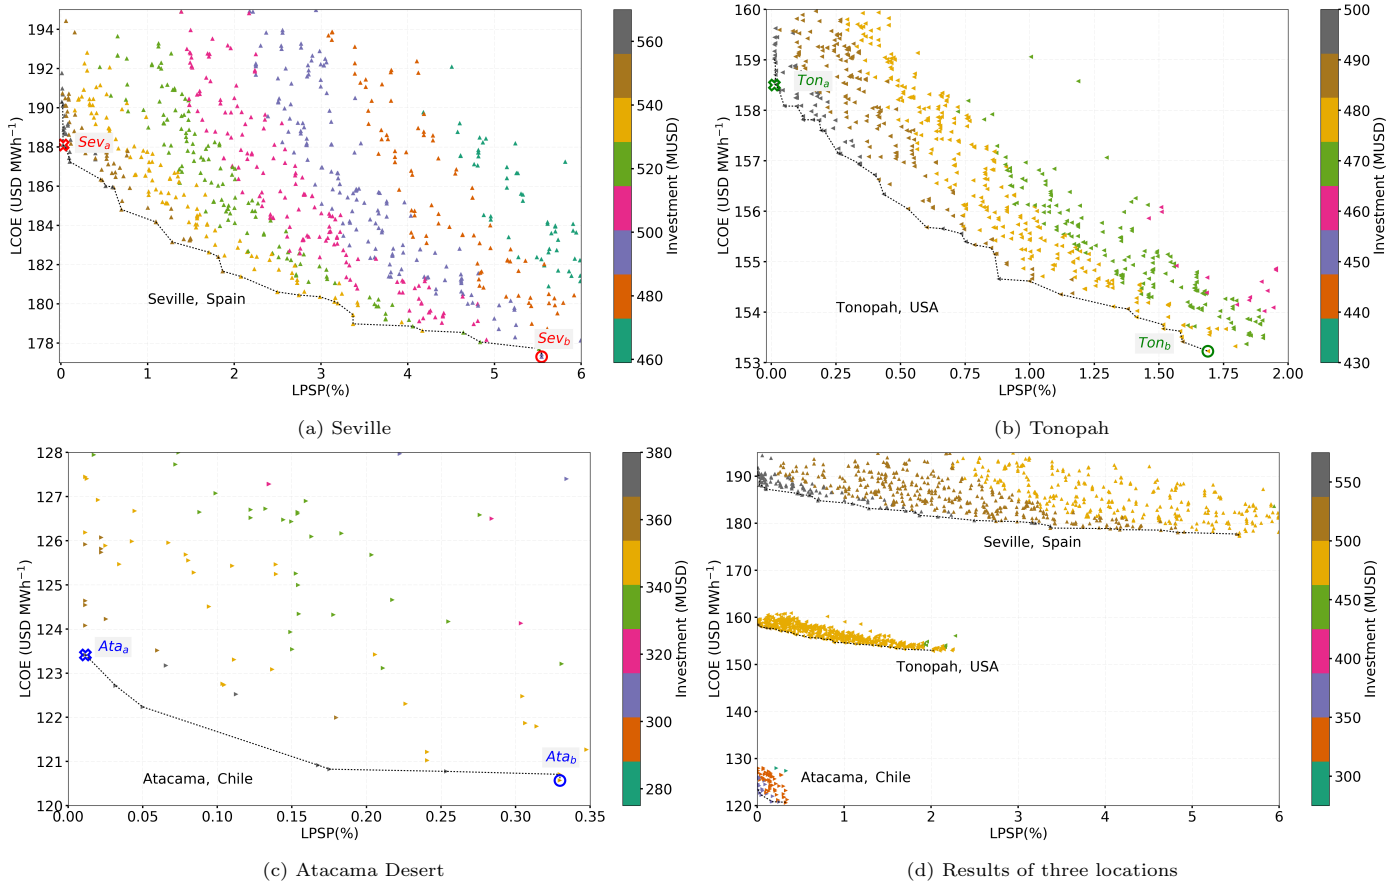 194
192
190
188
186
184
182
180
178
LCOE (USD MWh⁻¹)
Sev_a
Seville, Spain
Sev_b
0 1 2 3 4 5 6
LPSP(%)
560
540
520
500
480
460
Investment (MUSD)
(a) Seville
160
159
158
157
156
155
154
153
LCOE (USD MWh⁻¹)
Ton_a
Tonopah, USA
Ton_b
0.00 0.25 0.50 0.75 1.00 1.25 1.50 1.75 2.00
LPSP(%)
500
490
480
470
460
450
440
430
Investment (MUSD)
(b) Tonopah
128
127
126
125
124
123
122
121
120
LCOE (USD MWh⁻¹)
Ata_a
Ata_b
Atacama, Chile
0.00 0.05 0.10 0.15 0.20 0.25 0.30 0.35
LPSP(%)
380
360
340
320
300
280
Investment (MUSD)
(c) Atacama Desert
190
180
170
160
150
140
130
120
LCOE (USD MWh⁻¹)
Seville, Spain
Tonopah, USA
Atacama, Chile
0 1 2 3 4 5 6
LPSP(%)
550
500
450
400
350
300
Investment (MUSD)
(d) Results of three locations